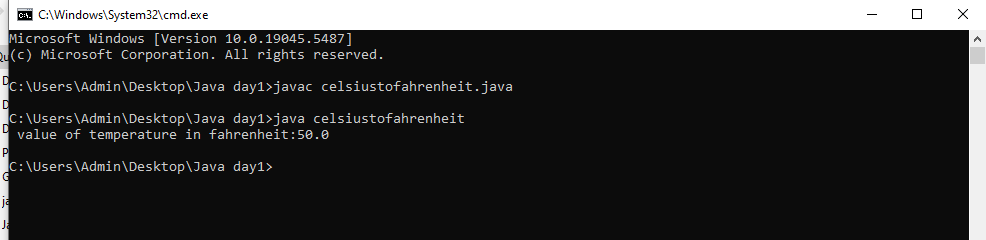 C:\Windows\System32\cmd.exe
Microsoft Windows [Version 10.0.19045.5487]
(c) Microsoft Corporation. All rights reserved.
C:\Users\Admin\Desktop\Java day1>javac celsiustofahrenheit.java
C:\Users\Admin\Desktop\Java day1>java celsiustofahrenheit
 value of temperature in fahrenheit:50.0
C:\Users\Admin\Desktop\Java day1>